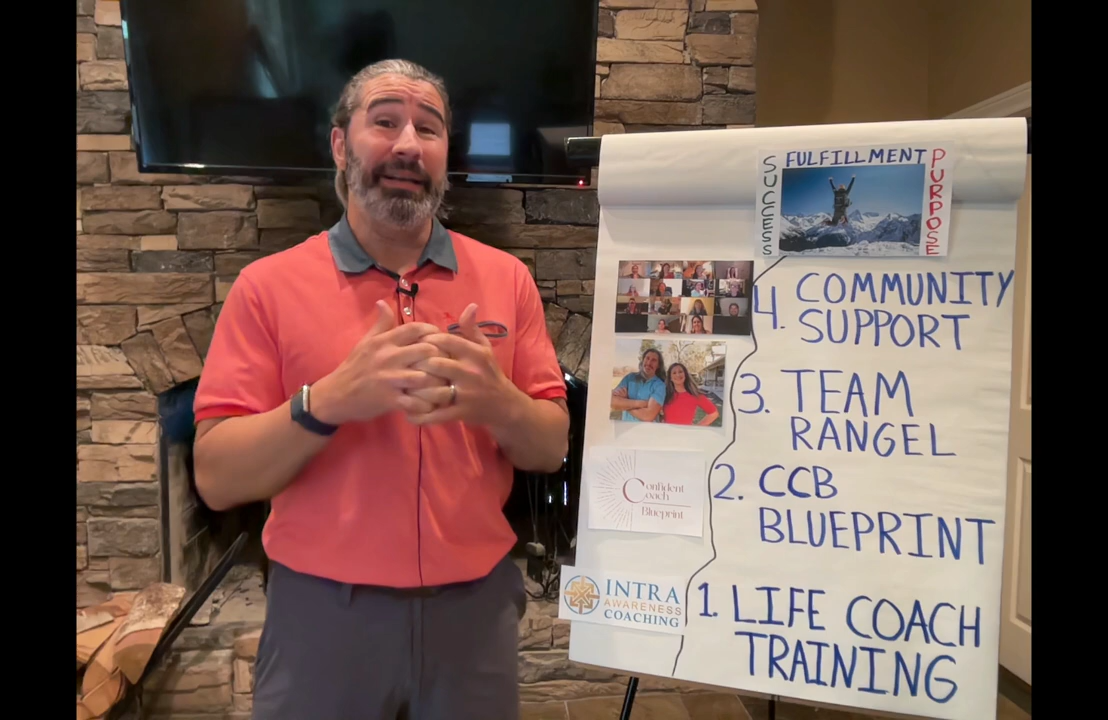 SUCCESS
FULFILLMENT
PURPOSE
4. COMMUNITY
SUPPORT
3. TEAM
RANGEL
Confident
Coach
Blueprint
2. CCB
BLUEPRINT
INTRA
AWARENESS
COACHING
1. LIFE COACH
TRAINING